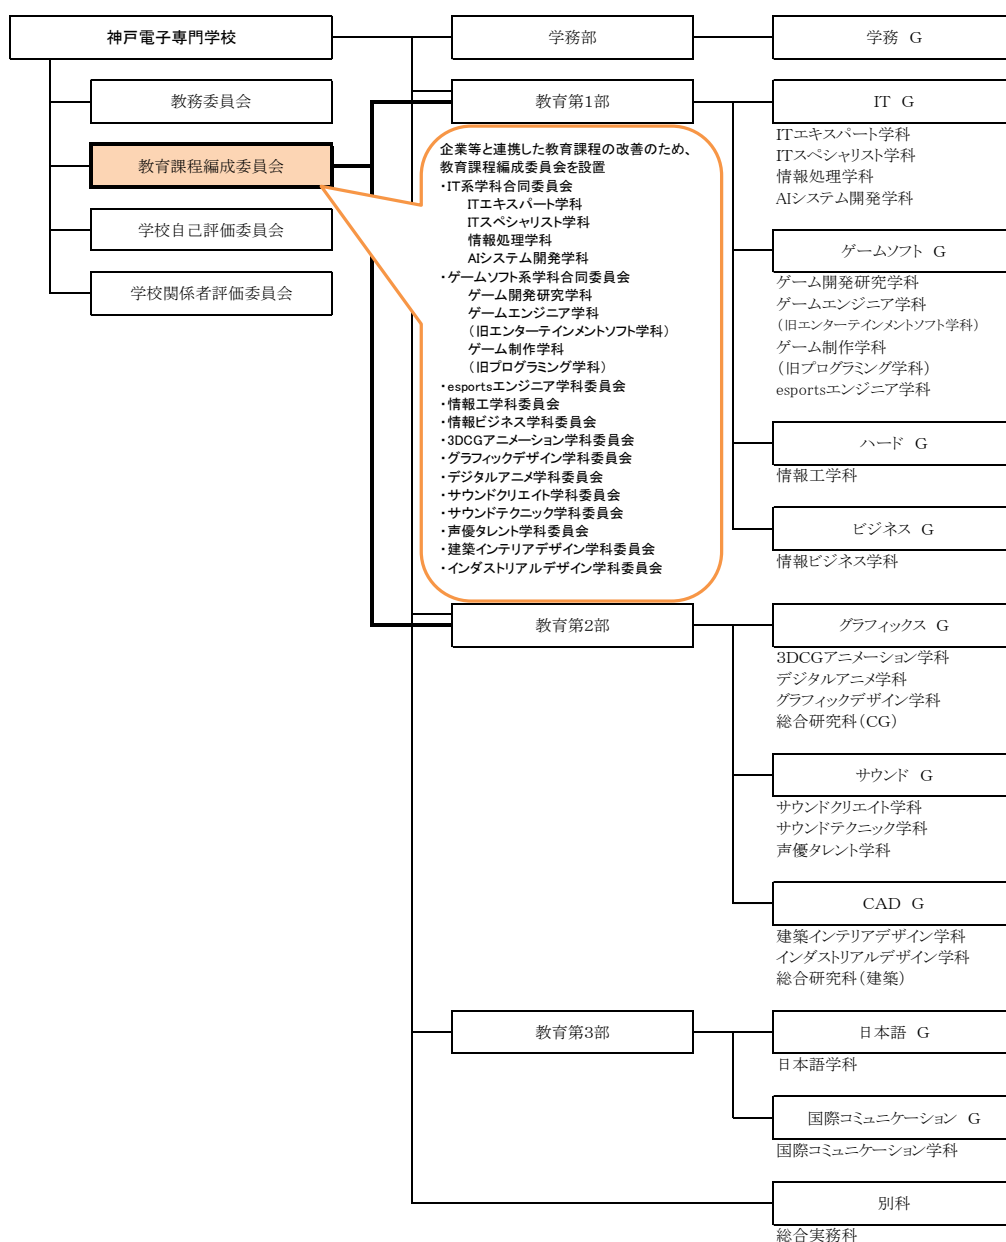 神戸電子専門学校
教務委員会
教育課程編成委員会
学校自己評価委員会
学校関係者評価委員会
学務部
学務 G
教育第1部
企業等と連携した教育課程の改善のため、
教育課程編成委員会を設置
・IT系学科合同委員会
ITエキスパート学科
ITスペシャリスト学科
情報処理学科
AIシステム開発学科
・ゲームソフト系学科合同委員会
ゲーム開発研究学科
ゲームエンジニア学科
(旧エンターテインメントソフト学科)
ゲーム制作学科
(旧プログラミング学科)
・esportsエンジニア学科委員会
・情報工学科委員会
・情報ビジネス学科委員会
・3DCGアニメーション学科委員会
・グラフィックデザイン学科委員会
・デジタルアニメ学科委員会
・サウンドクリエイト学科委員会
・サウンドテクニック学科委員会
・声優タレント学科委員会
・建築インテリアデザイン学科委員会
・インダストリアルデザイン学科委員会
IT G
ITエキスパート学科
ITスペシャリスト学科
情報処理学科
AIシステム開発学科
ゲームソフト G
ゲーム開発研究学科
ゲームエンジニア学科
(旧エンターテインメントソフト学科)
ゲーム制作学科
(旧プログラミング学科)
esportsエンジニア学科
ハード G
情報工学科
ビジネス G
情報ビジネス学科
教育第2部
グラフィックス G
3DCGアニメーション学科
デジタルアニメ学科
グラフィックデザイン学科
総合研究科(CG)
サウンド G
サウンドクリエイト学科
サウンドテクニック学科
声優タレント学科
CAD G
建築インテリアデザイン学科
インダストリアルデザイン学科
総合研究科(建築)
教育第3部
日本語 G
日本語学科
国際コミュニケーション G
国際コミュニケーション学科
別科
総合実務科